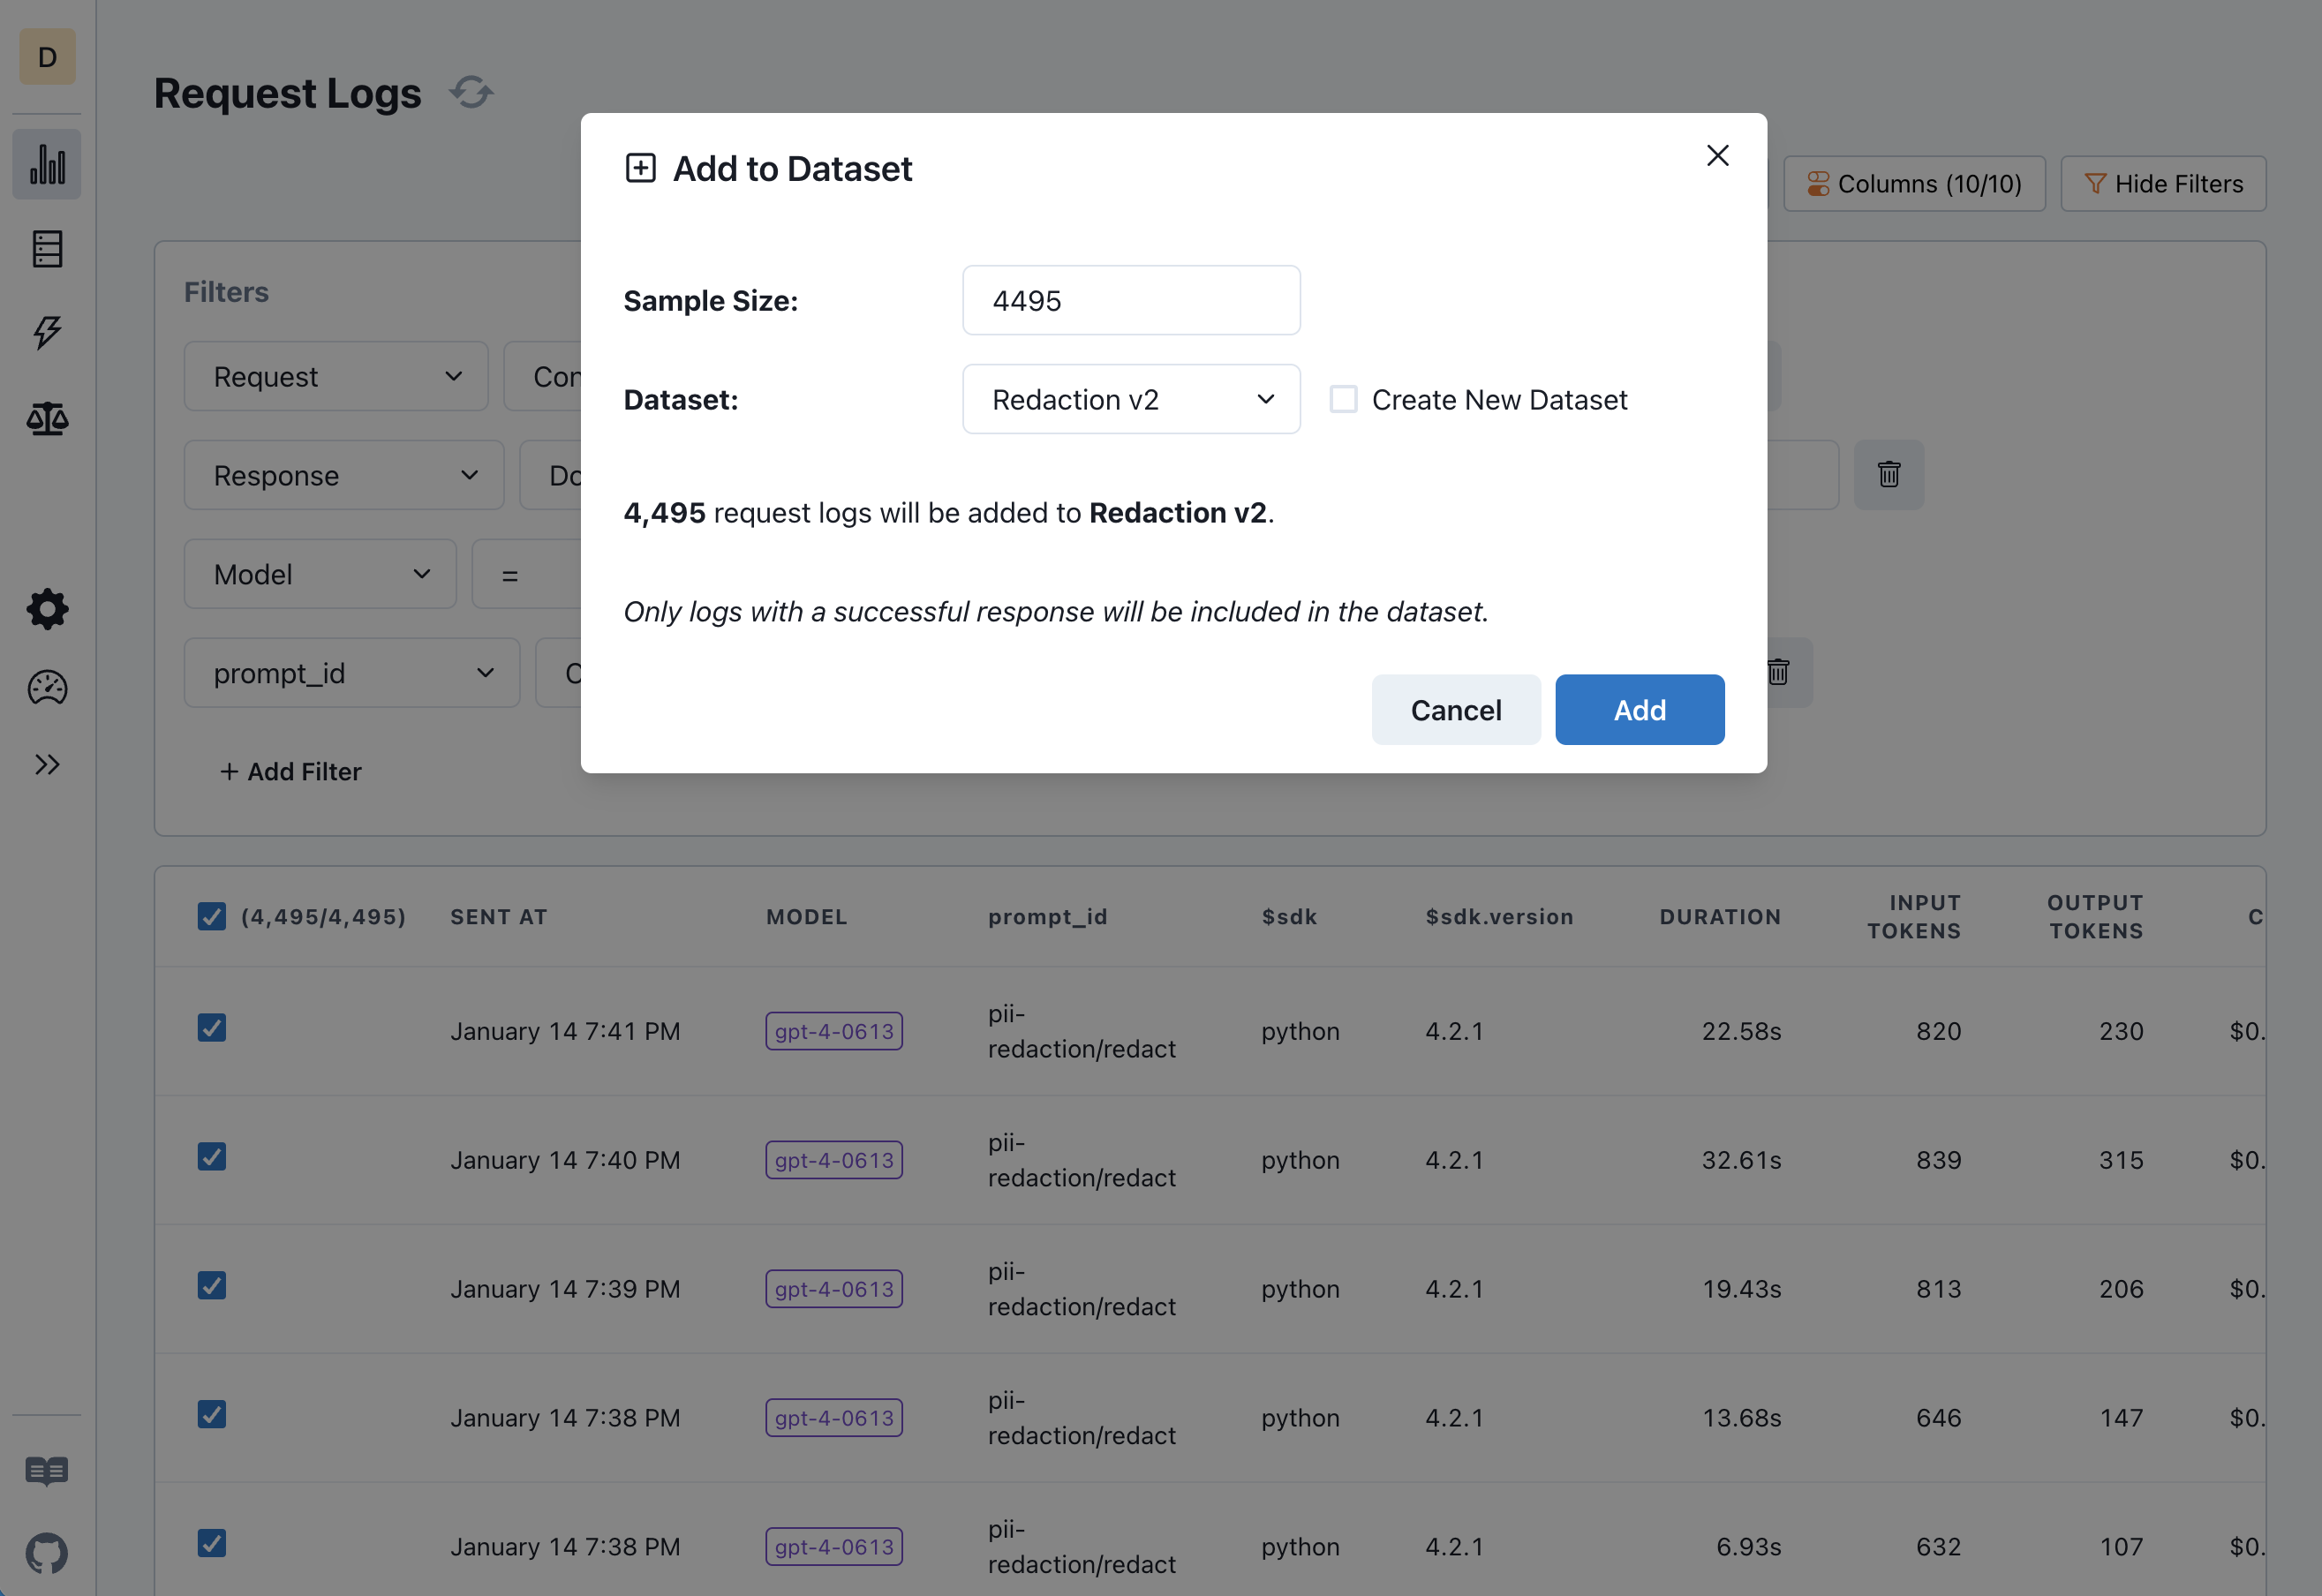 D
Request Logs
Add to Dataset
Columns (10/10)
Hide Filters
Sample Size:
4495
Filters
Request
Dataset:
Redaction v2
Create New Dataset
Response
4,495 request logs will be added to Redaction v2.
Model
=
Only logs with a successful response will be included in the dataset.
prompt_id
Cancel
Add
+ Add Filter
(4,495/4,495) SENT AT MODEL prompt_id $sdk $sdk.version DURATION INPUT TOKENS OUTPUT TOKENS C
January 14 7:41 PM gpt-4-0613 pii-redaction/redact python 4.2.1 22.58s 820 230 $0.
January 14 7:40 PM gpt-4-0613 pii-redaction/redact python 4.2.1 32.61s 839 315 $0.
January 14 7:39 PM gpt-4-0613 pii-redaction/redact python 4.2.1 19.43s 813 206 $0.
January 14 7:38 PM gpt-4-0613 pii-redaction/redact python 4.2.1 13.68s 646 147 $0.
January 14 7:38 PM gpt-4-0613 pii-redaction/redact python 4.2.1 6.93s 632 107 $0.